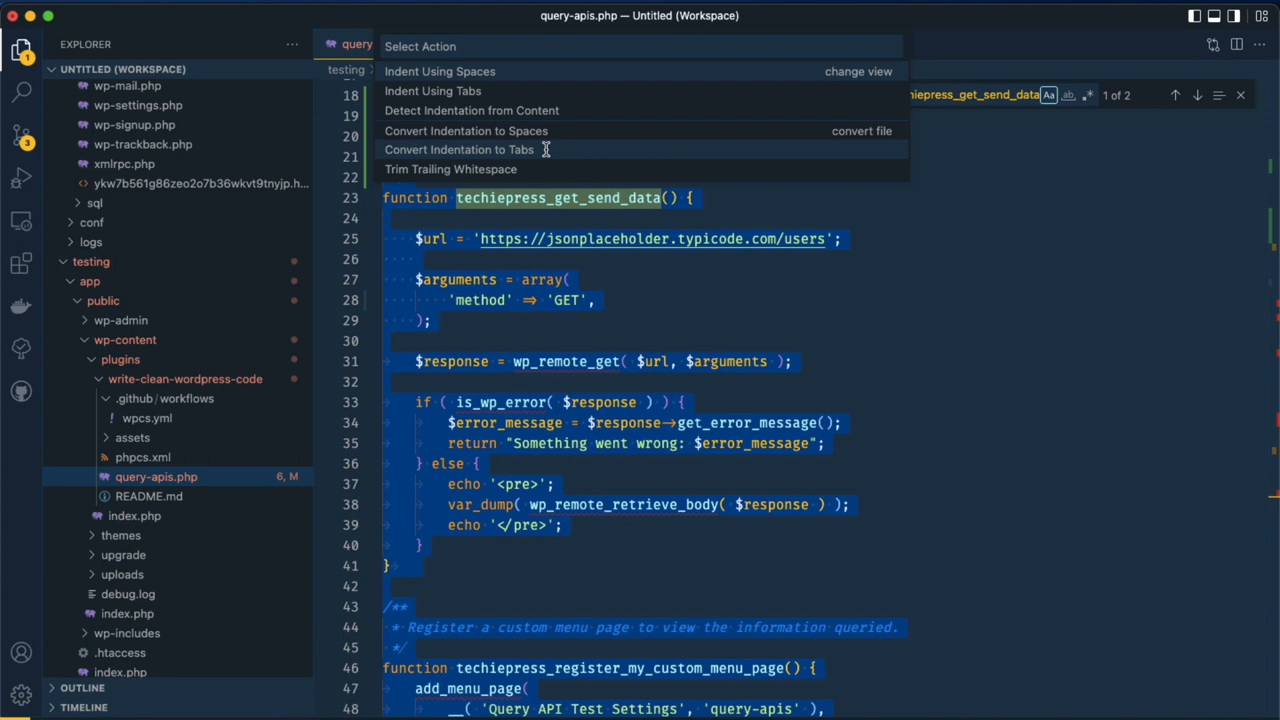 query-apis.php — Untitled (Workspace)
EXPLORER
UNTITLED (WORKSPACE)
wp-mail.php
wp-settings.php
wp-signup.php
wp-trackback.php
xmlrpc.php
ykw7b561g86zeo2o7b36wkvt9tnyjp.h...
sql
conf
logs
testing
app
public
wp-admin
wp-content
plugins
write-clean-wordpress-code
.github/workflows
wpcs.yml
assets
phpcs.xml
query-apis.php 6, M
README.md
index.php
themes
upgrade
uploads
debug.log
index.php
wp-includes
.htaccess
index.php
OUTLINE
TIMELINE
1
3
query
testing
Select Action
Indent Using Spaces change view
Indent Using Tabs
Detect Indentation from Content
Convert Indentation to Spaces convert file
Convert Indentation to Tabs
Trim Trailing Whitespace
iepress_get_send_data Aa ab 1 of 2
18
19
20
21
22
23 function techiepress_get_send_data() {
24
25 $url = 'https://jsonplaceholder.typicode.com/users';
26
27 $arguments = array(
28 'method' => 'GET',
29 );
30
31 $response = wp_remote_get( $url, $arguments );
32
33 if ( is_wp_error( $response ) ) {
34 $error_message = $response->get_error_message();
35 return "Something went wrong: $error_message";
36 } else {
37 echo '<pre>';
38 var_dump( wp_remote_retrieve_body( $response ) );
39 echo '</pre>';
40 }
41 }
42
43 /**
44 * Register a custom menu page to view the information queried.
45 */
46 function techiepress_register_my_custom_menu_page() {
47 add_menu_page(
48 __( 'Query API Test Settings', 'query-apis' ),